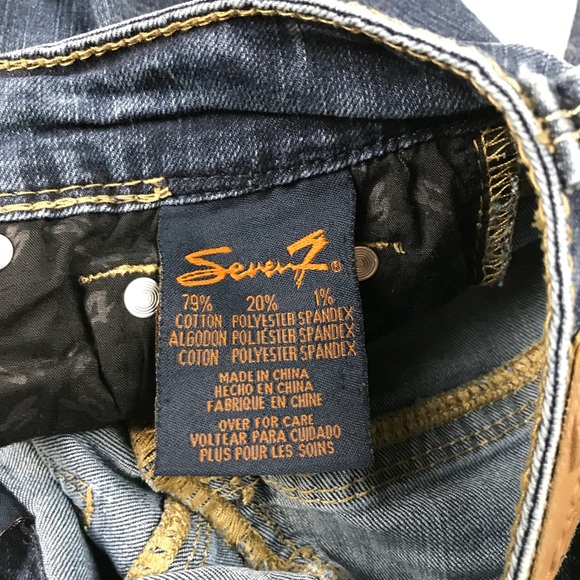 Seven7®
79% 20% 1%
COTTON POLYESTER SPANDEX
ALGODON POLIÉSTER SPANDEX
COTON POLYESTER SPANDEX
MADE IN CHINA
HECHO EN CHINA
FABRIQUE EN CHINE
OVER FOR CARE
VOLTEAR PARA CUIDADO
PLUS POUR LES SOINS